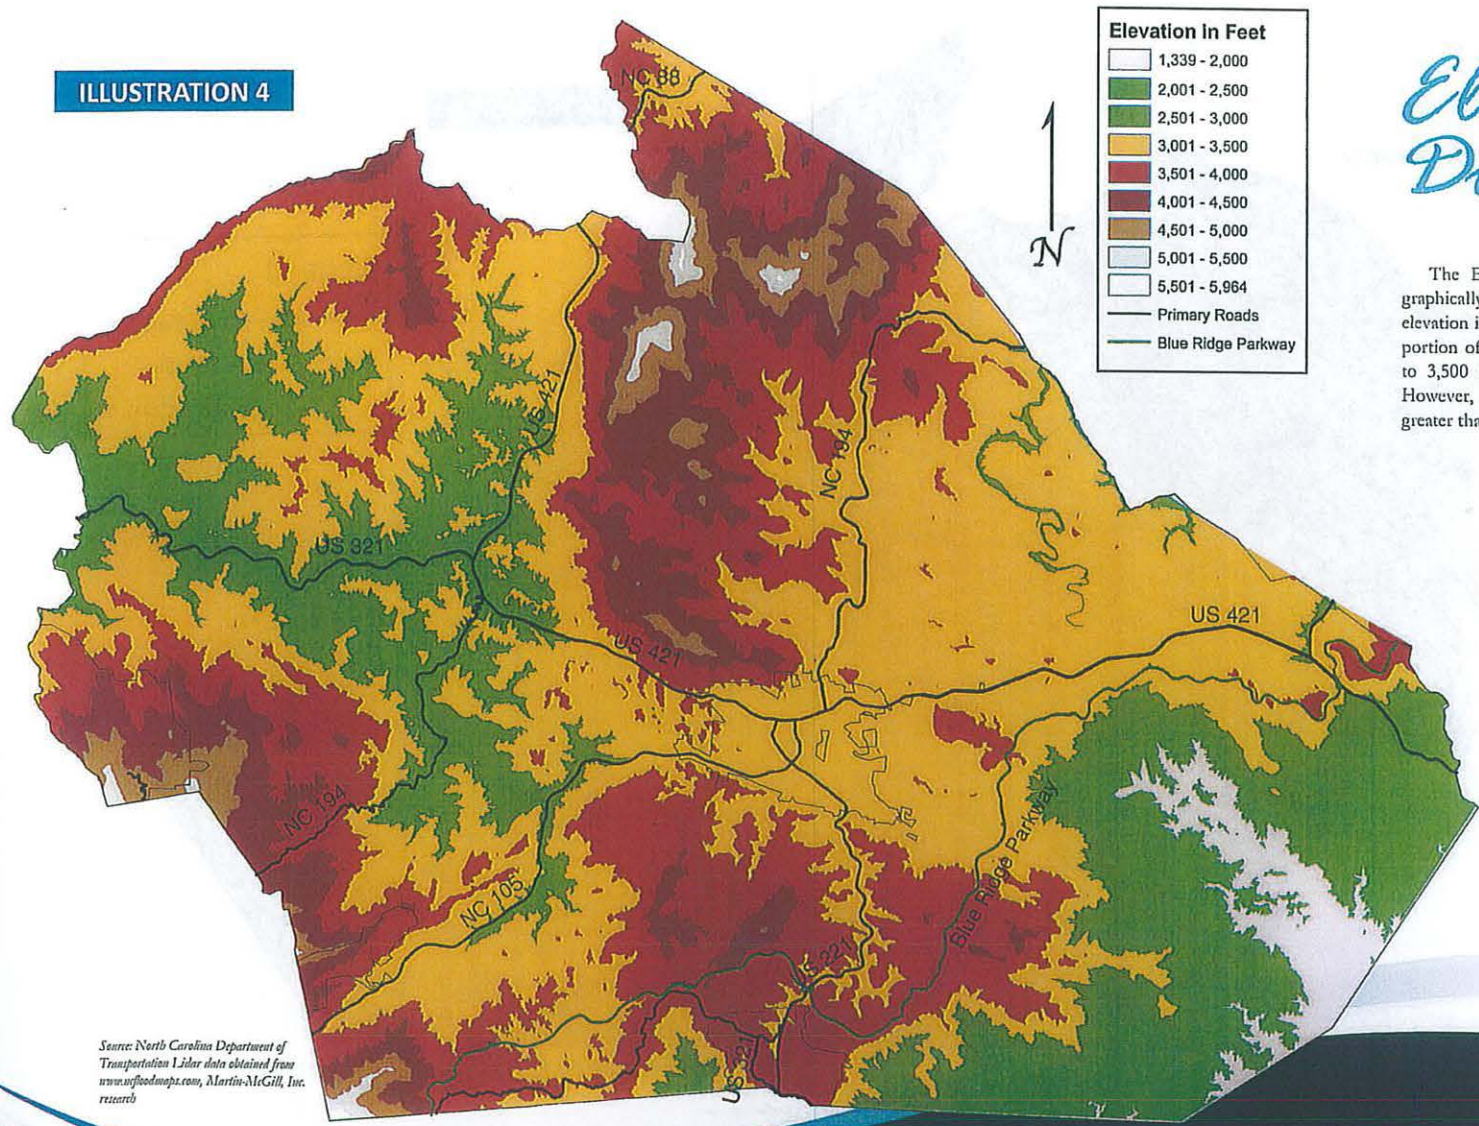 ILLUSTRATION 4
Elevation In Feet
1,339 - 2,000
2,001 - 2,500
2,501 - 3,000
3,001 - 3,500
3,501 - 4,000
4,001 - 4,500
4,501 - 5,000
5,001 - 5,500
5,501 - 5,964
Primary Roads
Blue Ridge Parkway
N
NC 88
US 421
NC 194
US 321
US 421
US 421
NC 194
NC 105
Blue Ridge Parkway
Blue Ridge Parkway
US 221
US 321
The
graphically
elevation
portion of
to 3,500
However,
greater
Source: North Carolina Department of
Transportation Lidar data obtained from
www.ncfloodmaps.com, Martin-McGill, Inc.
research